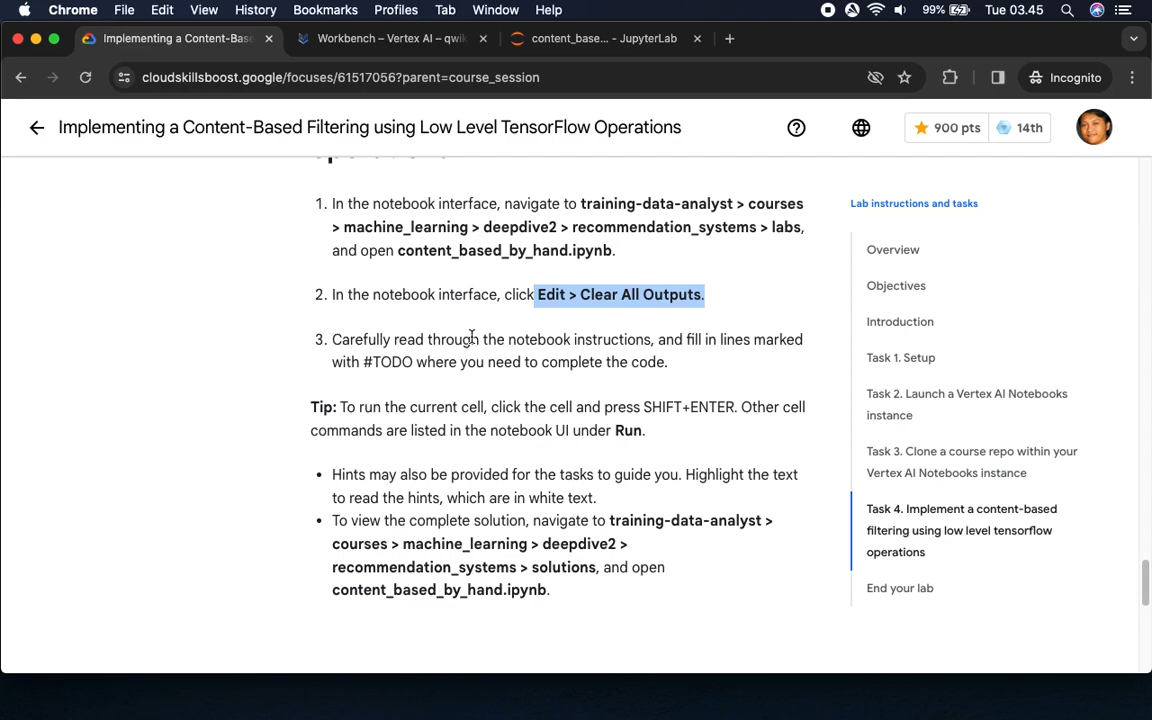 Chrome File Edit View History Bookmarks Profiles Tab Window Help 99% Tue 03.45
Implementing a Content-Bas Workbench – Vertex AI – qwik content_base... - JupyterLab
cloudskillsboost.google/focuses/61517056?parent=course_session Incognito
Implementing a Content-Based Filtering using Low Level TensorFlow Operations 900 pts 14th
1. In the notebook interface, navigate to training-data-analyst > courses
> machine_learning > deepdive2 > recommendation_systems > labs,
and open content_based_by_hand.ipynb.
2. In the notebook interface, click Edit > Clear All Outputs.
3. Carefully read through the notebook instructions, and fill in lines marked
with #TODO where you need to complete the code.
Tip: To run the current cell, click the cell and press SHIFT+ENTER. Other cell
commands are listed in the notebook UI under Run.
• Hints may also be provided for the tasks to guide you. Highlight the text
to read the hints, which are in white text.
• To view the complete solution, navigate to training-data-analyst >
courses > machine_learning > deepdive2 >
recommendation_systems > solutions, and open
content_based_by_hand.ipynb.
Lab instructions and tasks
Overview
Objectives
Introduction
Task 1. Setup
Task 2. Launch a Vertex AI Notebooks
instance
Task 3. Clone a course repo within your
Vertex AI Notebooks instance
Task 4. Implement a content-based
filtering using low level tensorflow
operations
End your lab